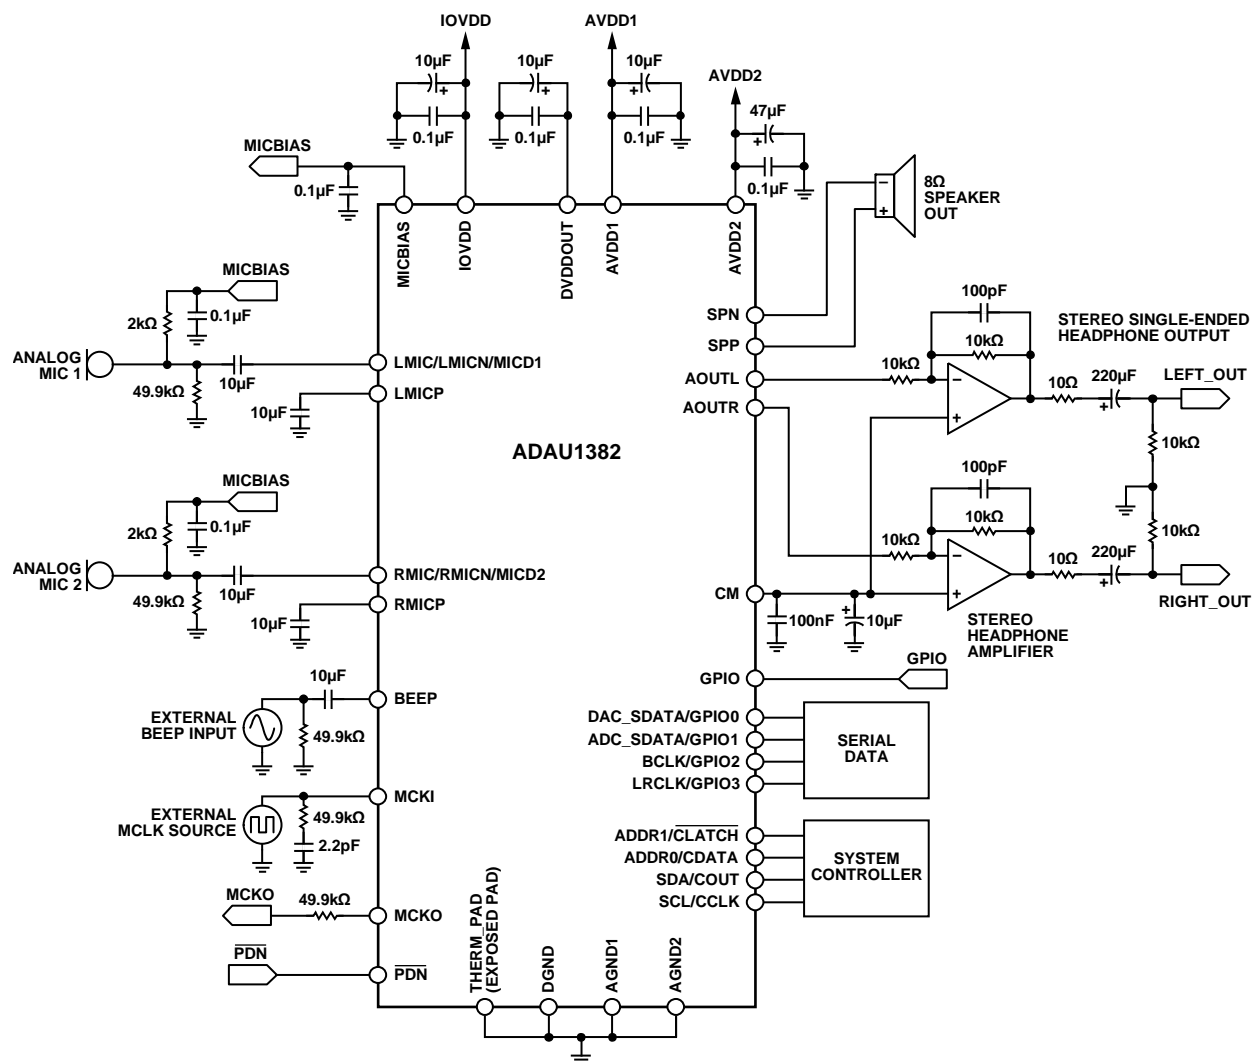 IOVDD
AVDD1
10µF
10µF
10µF
AVDD2
47µF
+
+
+
+
0.1µF
0.1µF
0.1µF
MICBIAS
0.1µF
0.1µF
8Ω
SPEAKER
OUT
−
+
MICBIAS
IOVDD
DVDDOUT
AVDD1
AVDD2
MICBIAS
2kΩ
0.1µF
ANALOG
MIC 1
49.9kΩ
10µF
LMIC/LMICN/MICD1
10µF
LMICP
SPN
SPP
AOUTL
AOUTR
100pF
10kΩ
10kΩ
−
+
STEREO SINGLE-ENDED
HEADPHONE OUTPUT
10Ω
220µF
+
LEFT_OUT
10kΩ
ADAU1382
MICBIAS
2kΩ
0.1µF
ANALOG
MIC 2
49.9kΩ
10µF
RMIC/RMICN/MICD2
10µF
RMICP
100pF
10kΩ
10kΩ
−
+
10kΩ
10Ω
220µF
+
RIGHT_OUT
CM
100nF
+
10µF
STEREO
HEADPHONE
AMPLIFIER
GPIO
GPIO
10µF
BEEP
EXTERNAL
BEEP INPUT
49.9kΩ
DAC_SDATA/GPIO0
ADC_SDATA/GPIO1
BCLK/GPIO2
LRCLK/GPIO3
SERIAL
DATA
MCKI
EXTERNAL
MCLK SOURCE
49.9kΩ
2.2pF
ADDR1/CLATCH
ADDR0/CDATA
SDA/COUT
SCL/CCLK
SYSTEM
CONTROLLER
MCKO
49.9kΩ
MCKO
PDN
PDN
THERM_PAD
(EXPOSED PAD)
DGND
AGND1
AGND2